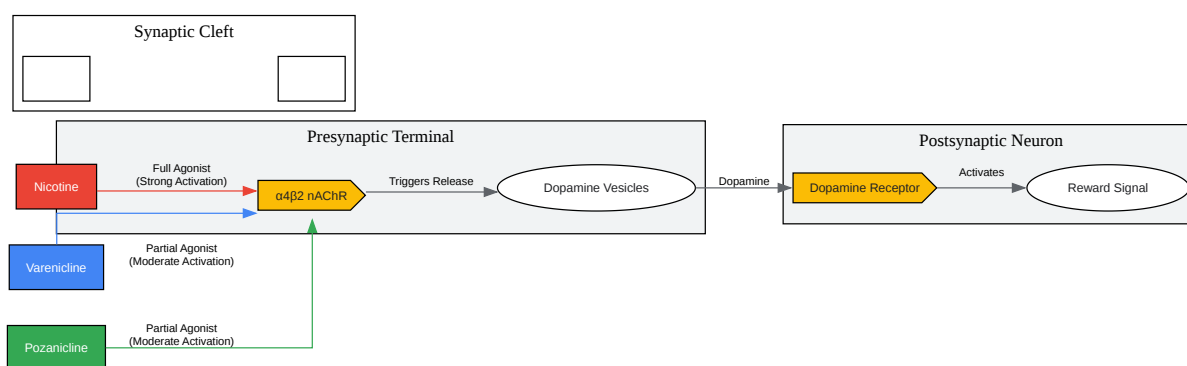 Synaptic Cleft
Presynaptic Terminal
Postsynaptic Neuron
Nicotine
Full Agonist
(Strong Activation)
α4β2 nAChR
Triggers Release
Dopamine Vesicles
Dopamine
Dopamine Receptor
Activates
Reward Signal
Varenicline
Partial Agonist
(Moderate Activation)
Pozanicline
Partial Agonist
(Moderate Activation)